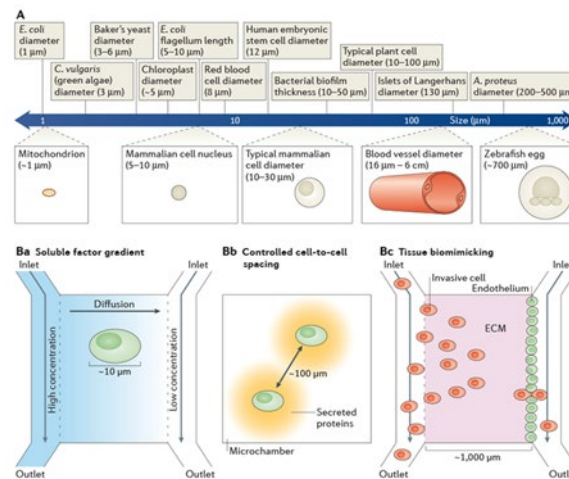 A
E. coli
diameter
(1 µm)
Baker's yeast
diameter
(3–6 µm)
E. coli
flagellum length
(5–10 µm)
Human embryonic
stem cell diameter
(12 µm)
Typical plant cell
diameter
(10–100 µm)
C. vulgaris
(green algae)
diameter (3 µm)
Chloroplast
diameter
(~5 µm)
Red blood
cell diameter
(8 µm)
Bacterial biofilm
thickness (10–50 µm)
Islets of Langerhans
diameter (130 µm)
A. proteus
diameter (200–500 µm)
1 10 100 Size (µm) 1,000
Mitochondrion
(~1 µm)
Mammalian cell nucleus
(5–10 µm)
Typical mammalian
cell diameter
(10–30 µm)
Blood vessel diameter
(16 µm – 6 cm)
Zebrafish egg
(~700 µm)
Ba Soluble factor gradient
Inlet Inlet
Diffusion
High concentration
~10 µm
Low concentration
Outlet Outlet
Bb Controlled cell-to-cell
spacing
~100 µm
Secreted
proteins
Microchamber
Bc Tissue biomimicking
Inlet Inlet
Invasive cell
Endothelium
ECM
~1,000 µm
Outlet Outlet